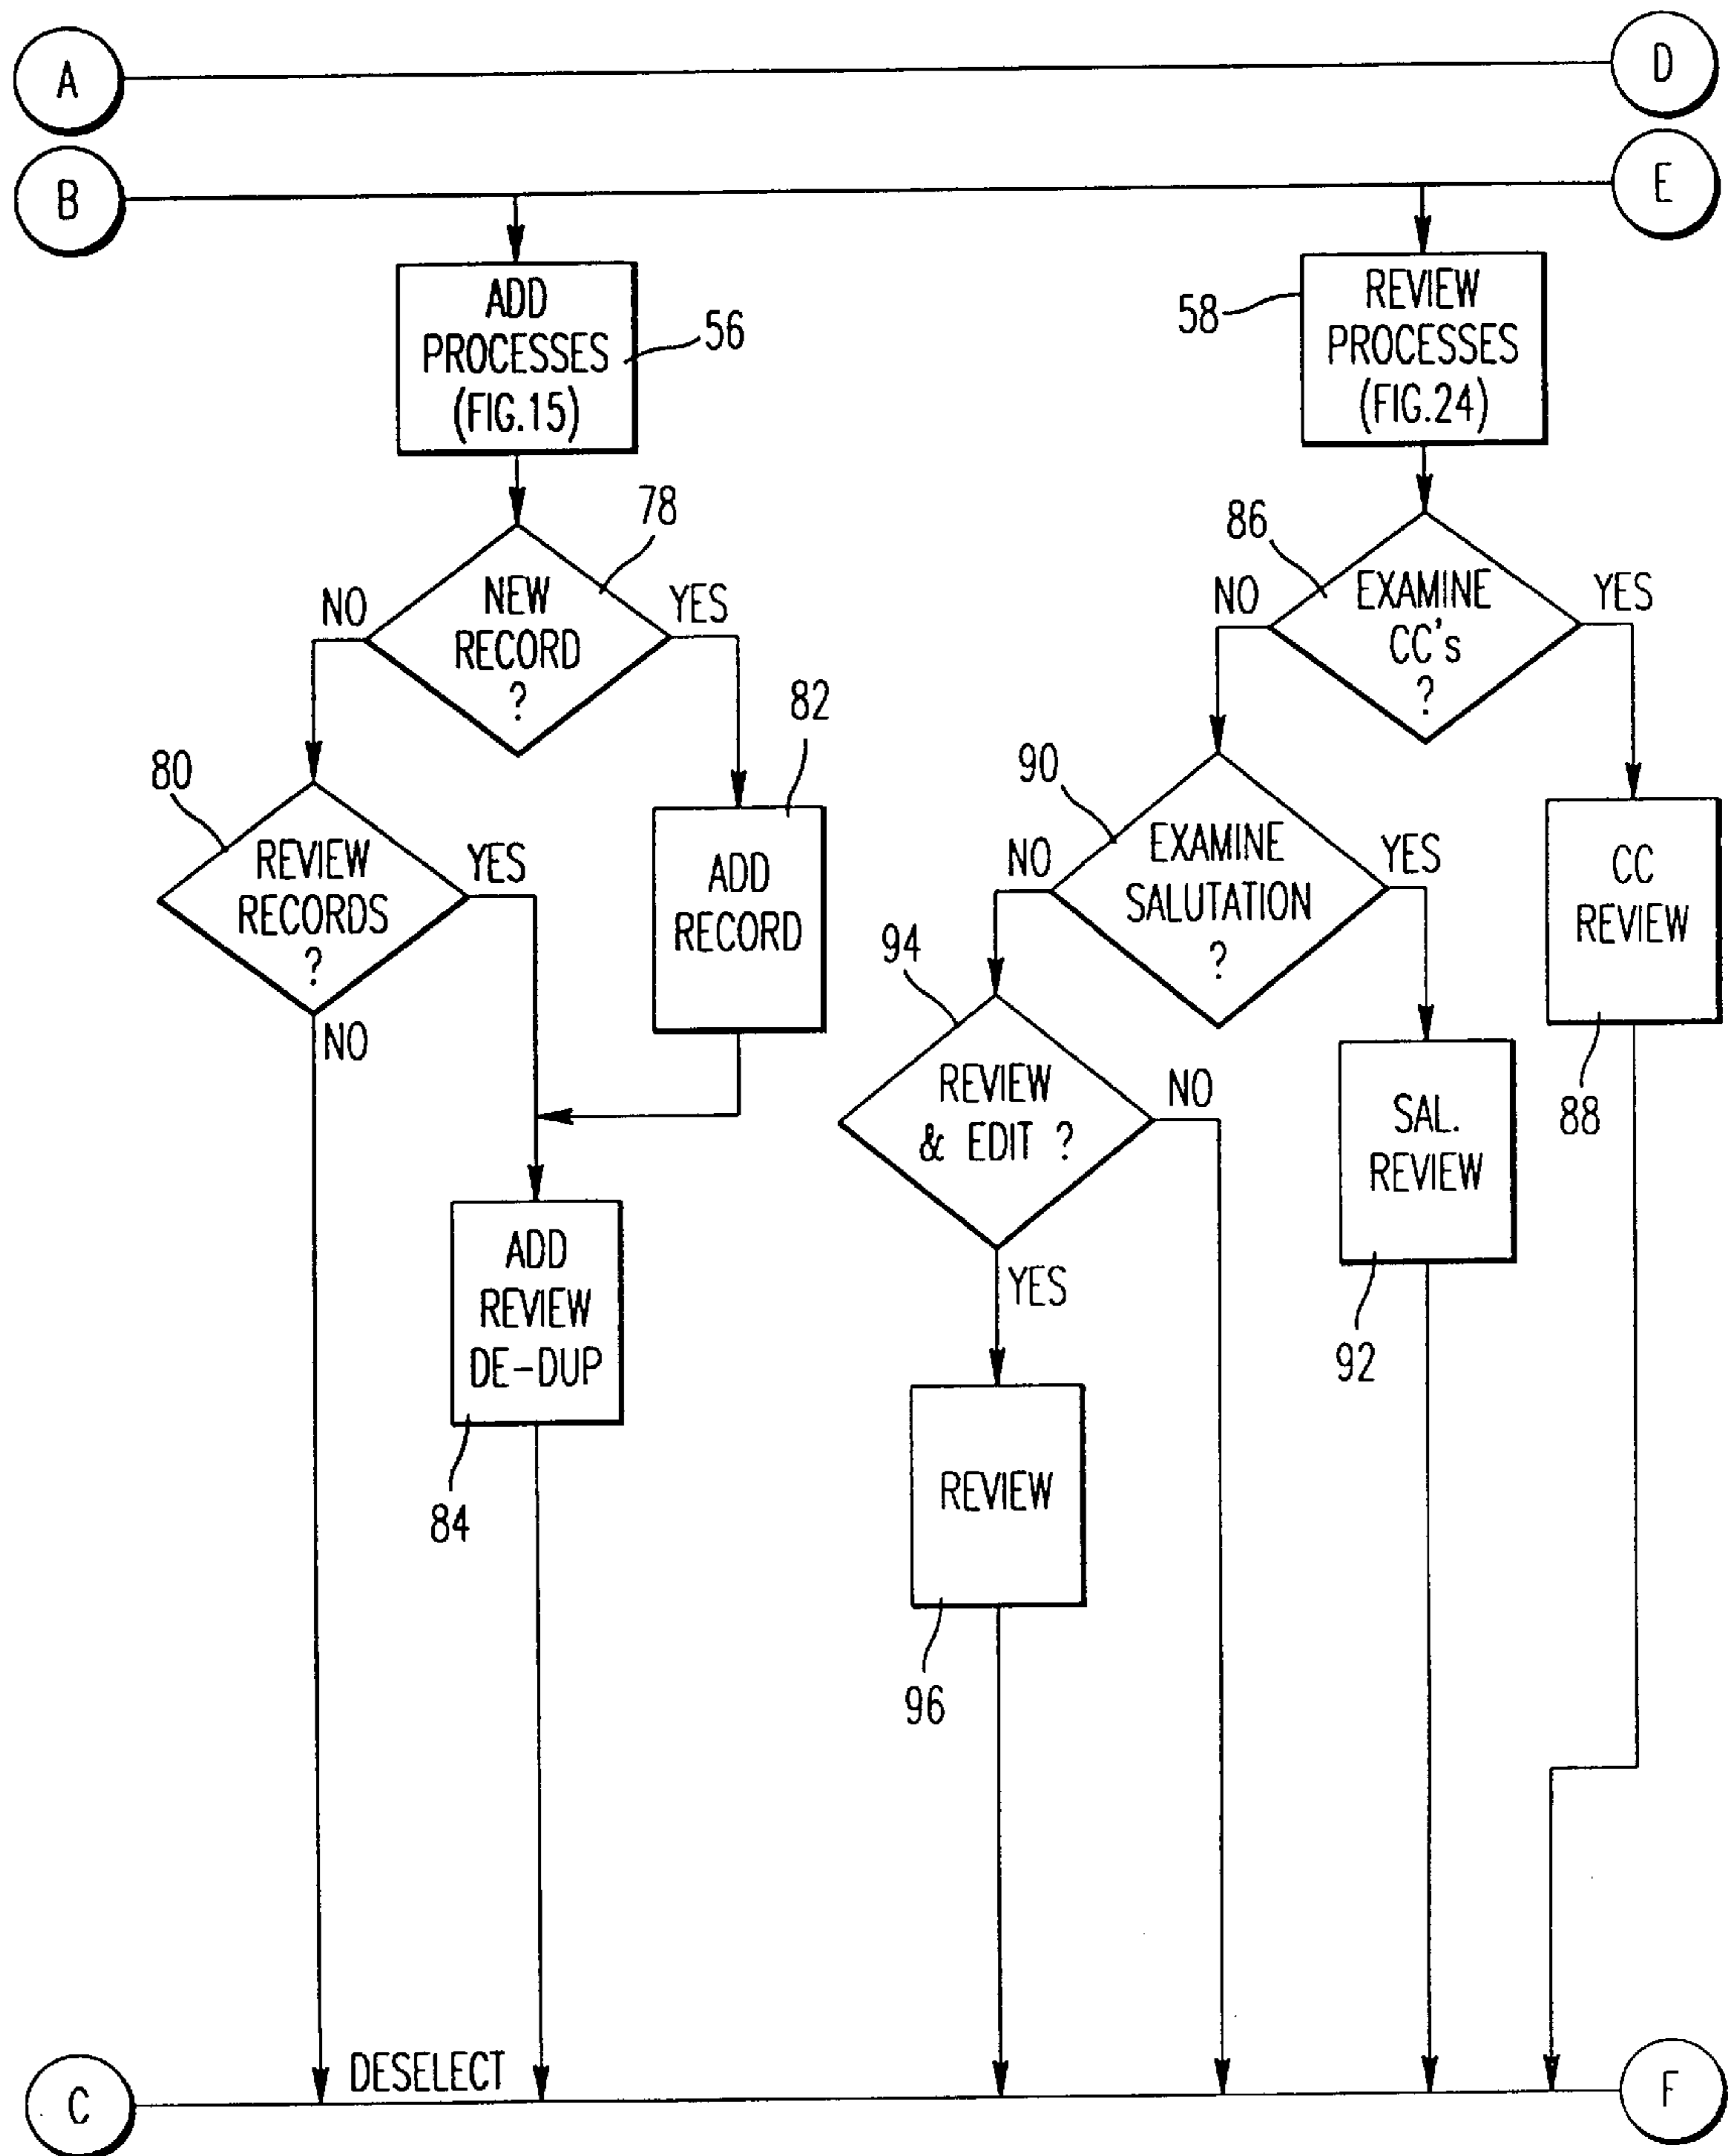 A
D
B
E
ADD
PROCESSES
(FIG.15)
56
REVIEW
PROCESSES
(FIG.24)
58
78
NEW
RECORD
?
NO
YES
86
EXAMINE
CC's
?
NO
YES
80
REVIEW
RECORDS
?
YES
NO
82
ADD
RECORD
90
EXAMINE
SALUTATION
?
NO
YES
CC
REVIEW
88
94
REVIEW
& EDIT ?
NO
YES
SAL.
REVIEW
92
ADD
REVIEW
DE-DUP
84
REVIEW
96
DESELECT
C
F